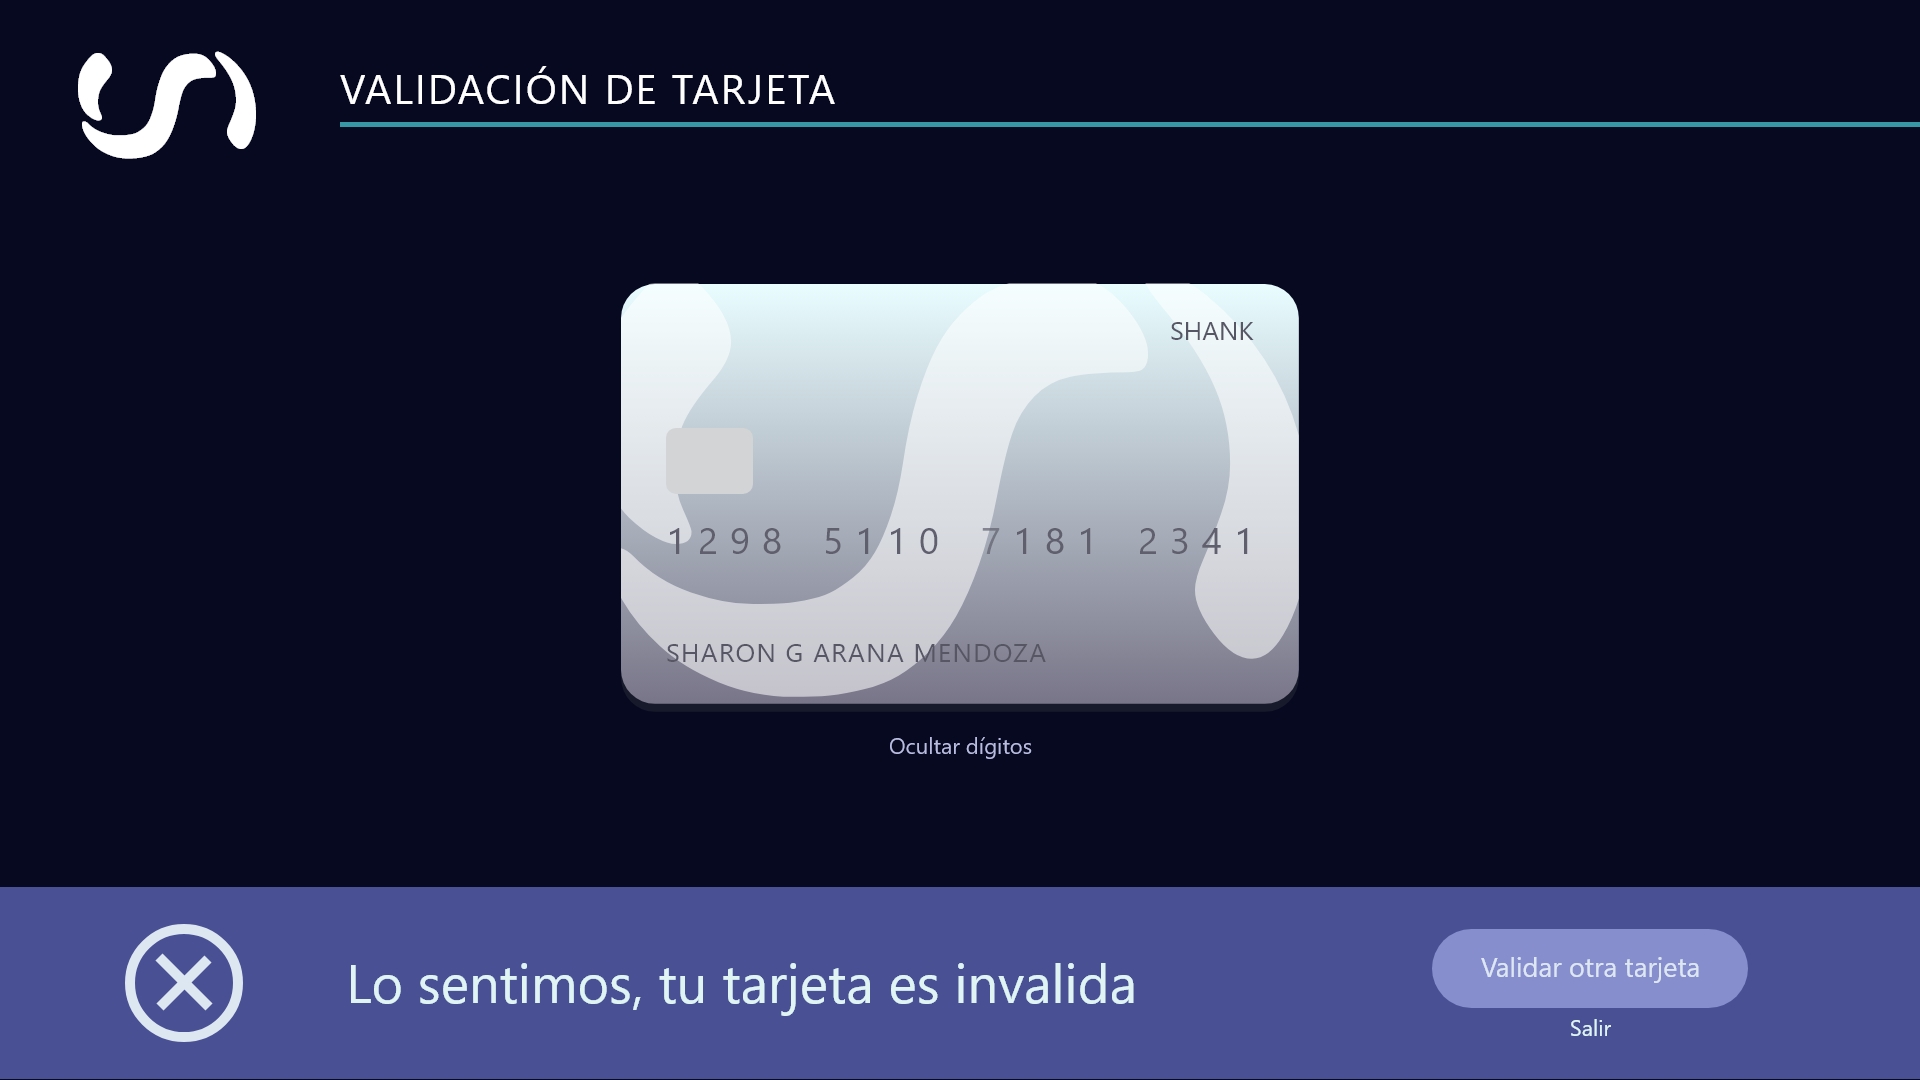 VALIDACIÓN DE TARJETA
SHANK
1298 5110 7181 2341
SHARON G ARANA MENDOZA
Ocultar dígitos
Lo sentimos, tu tarjeta es invalida
Validar otra tarjeta
Salir